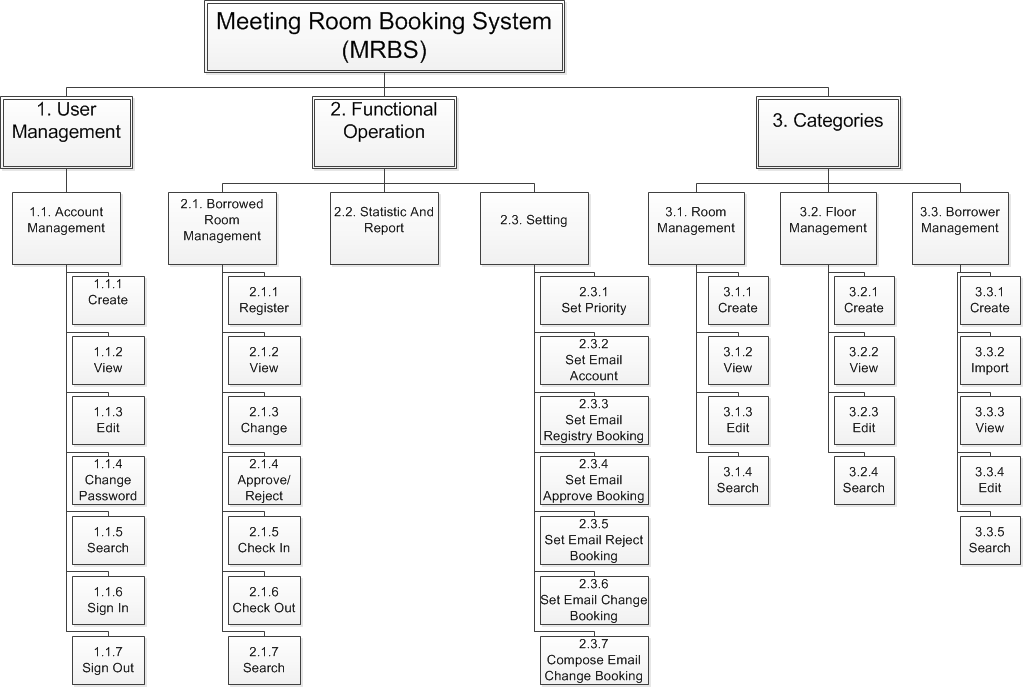 Meeting Room Booking System
(MRBS)
1. User
Management
2. Functional
Operation
3. Categories
1.1. Account
Management
2.1. Borrowed
Room
Management
2.2. Statistic And
Report
2.3. Setting
3.1. Room
Management
3.2. Floor
Management
3.3. Borrower
Management
1.1.1
Create
1.1.2
View
1.1.3
Edit
1.1.4
Change
Password
1.1.5
Search
1.1.6
Sign In
1.1.7
Sign Out
2.1.1
Register
2.1.2
View
2.1.3
Change
2.1.4
Approve/
Reject
2.1.5
Check In
2.1.6
Check Out
2.1.7
Search
2.3.1
Set Priority
2.3.2
Set Email
Account
2.3.3
Set Email
Registry Booking
2.3.4
Set Email
Approve Booking
2.3.5
Set Email Reject
Booking
2.3.6
Set Email Change
Booking
2.3.7
Compose Email
Change Booking
3.1.1
Create
3.1.2
View
3.1.3
Edit
3.1.4
Search
3.2.1
Create
3.2.2
View
3.2.3
Edit
3.2.4
Search
3.3.1
Create
3.3.2
Import
3.3.3
View
3.3.4
Edit
3.3.5
Search